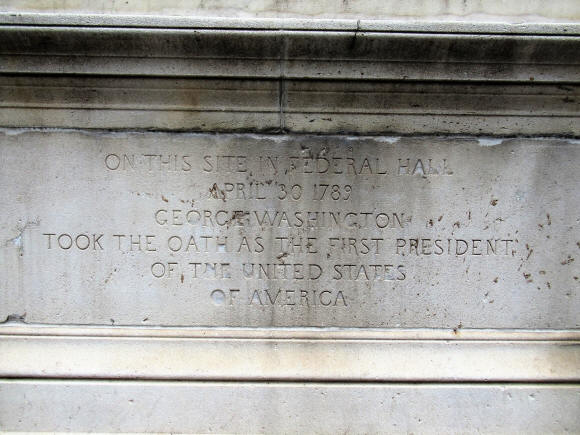 ON THIS SITE IN FEDERAL HALL
APRIL 30 1789
GEORGE WASHINGTON
TOOK THE OATH AS THE FIRST PRESIDENT
OF THE UNITED STATES
OF AMERICA